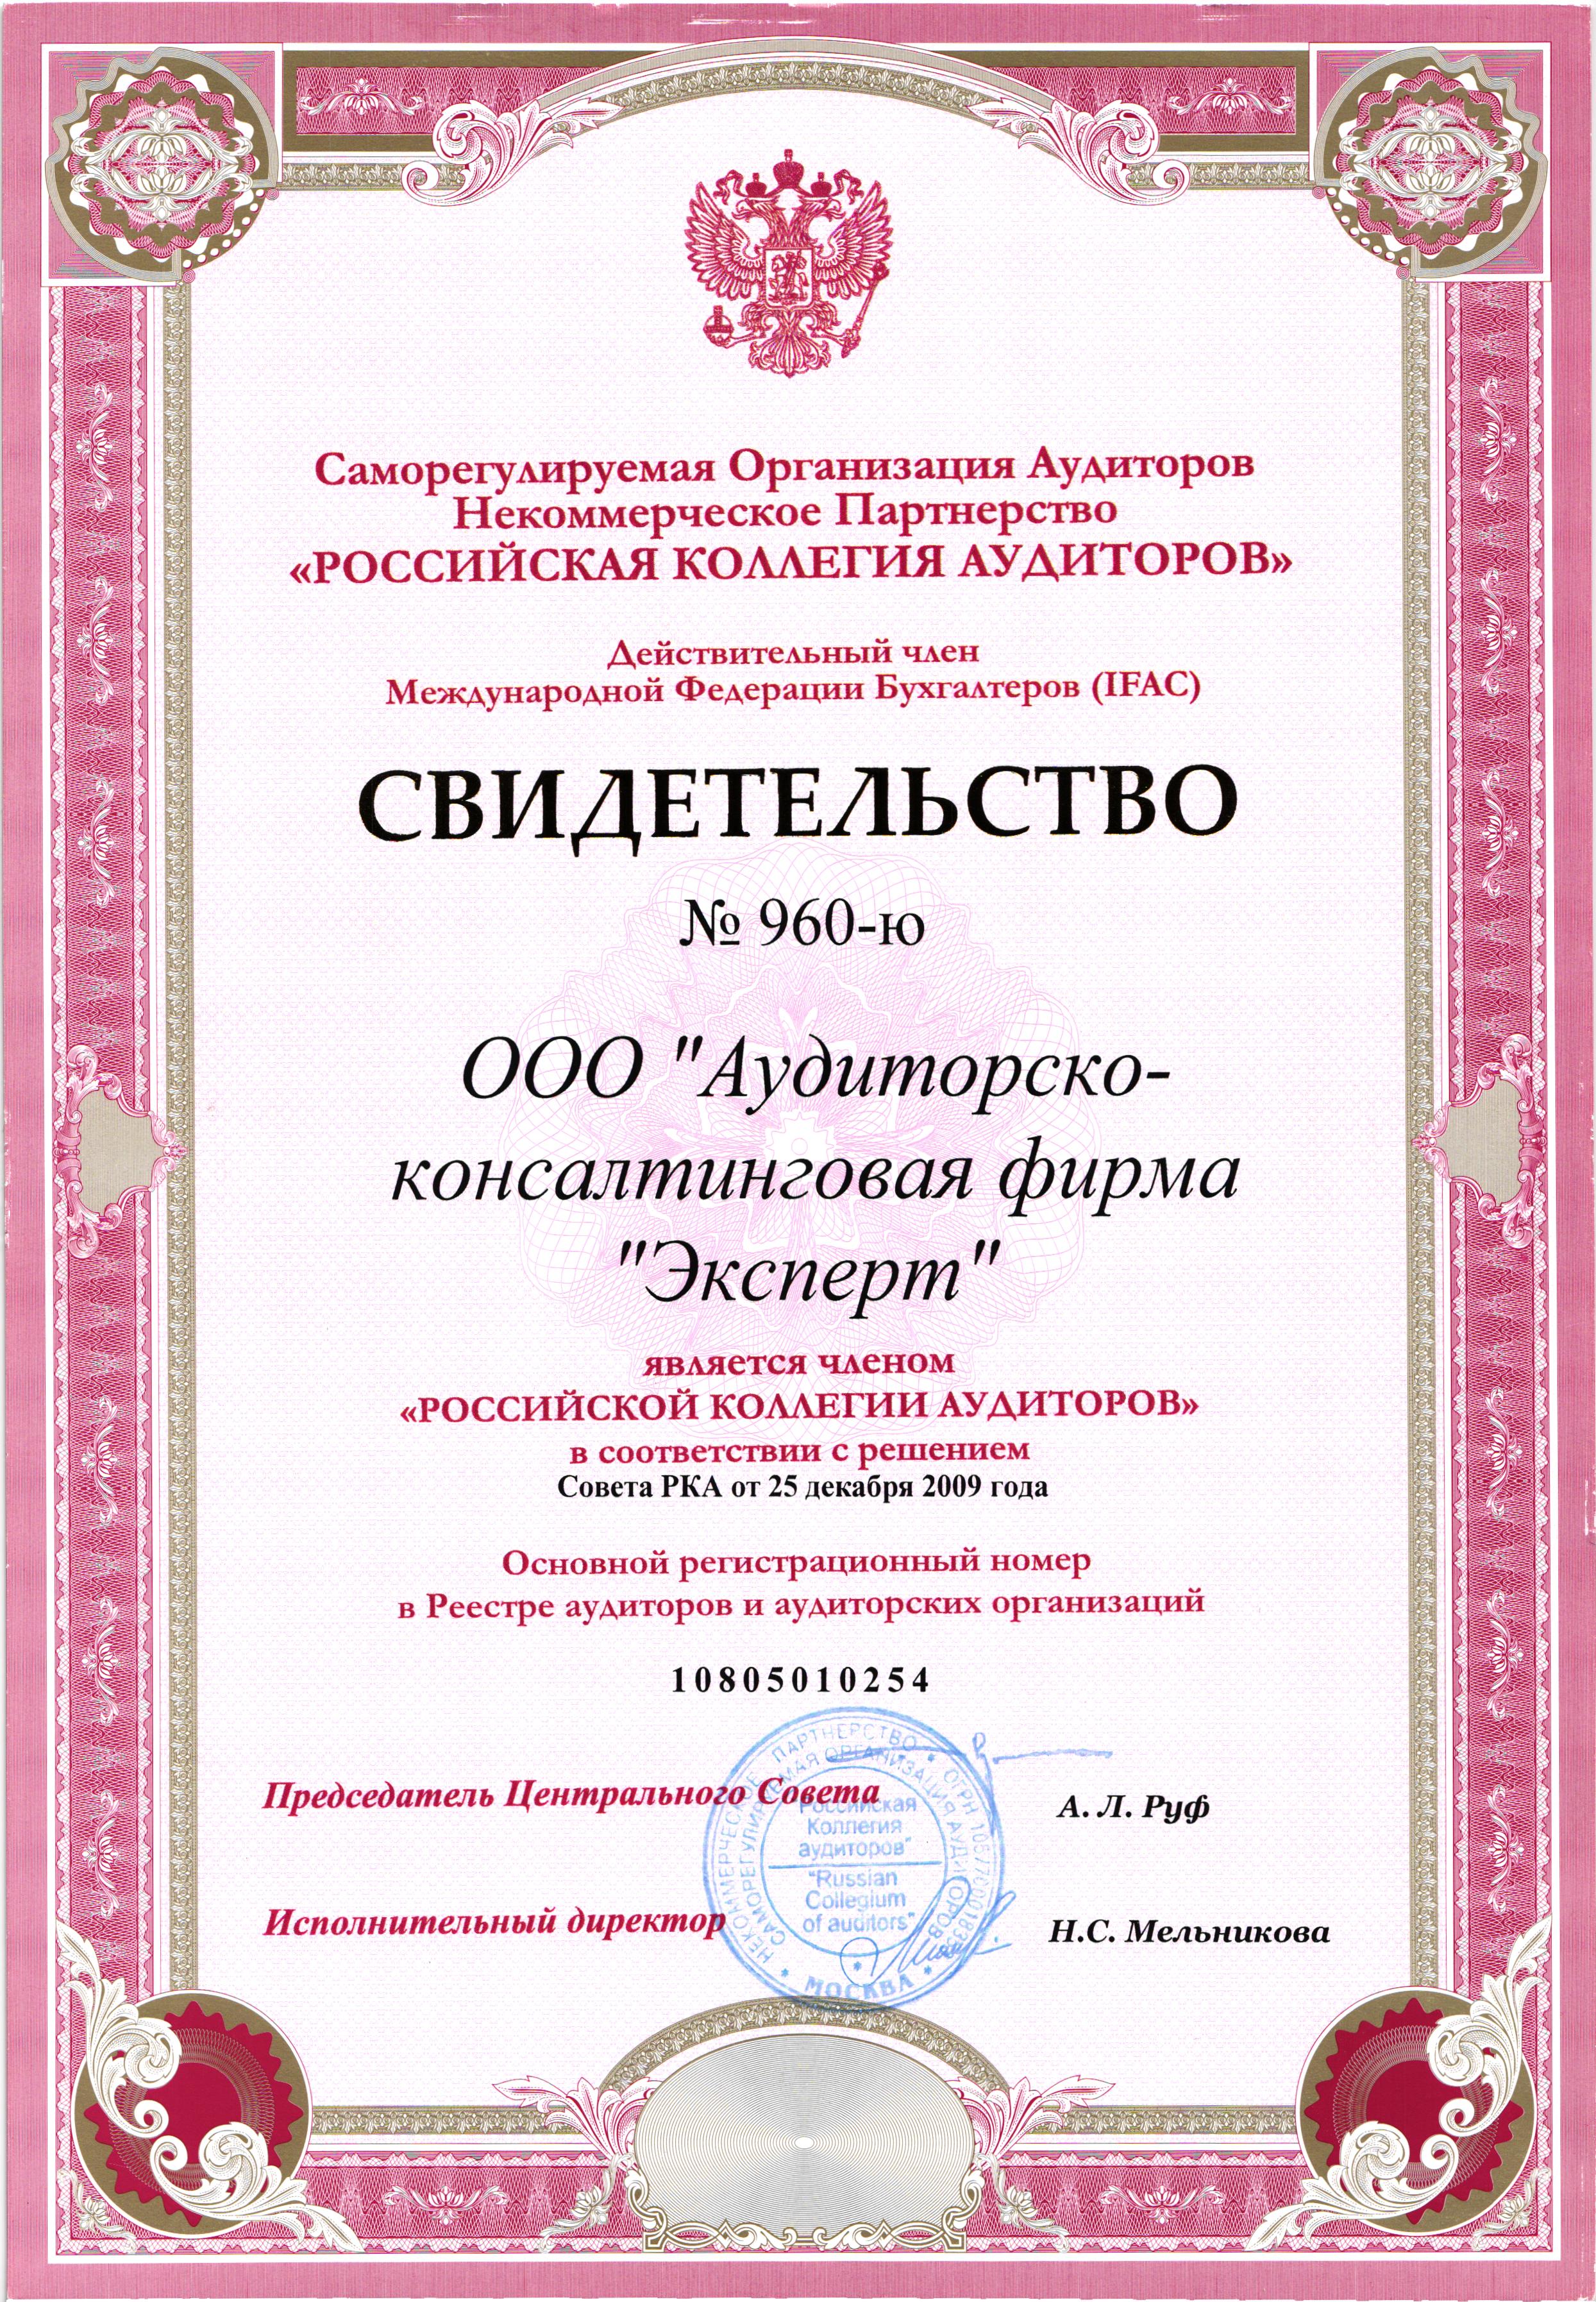 Саморегулируемая Организация Аудиторов
Некоммерческое Партнерство
«РОССИЙСКАЯ КОЛЛЕГИЯ АУДИТОРОВ»
Действительный член
Международной Федерации Бухгалтеров (IFAC)
СВИДЕТЕЛЬСТВО
№ 960-ю
ООО "Аудиторско-
консалтинговая фирма
"Эксперт"
является членом
«РОССИЙСКОЙ КОЛЛЕГИИ АУДИТОРОВ»
в соответствии с решением
Совета РКА от 25 декабря 2009 года
Основной регистрационный номер
в Реестре аудиторов и аудиторских организаций
10805010254
Председатель Центрального Совета
А. Л. Руф
Исполнительный директор
Н.С. Мельникова
НЕКОММЕРЧЕСКОЕ ПАРТНЕРСТВО * ОГРН
САМОРЕГУЛИРУЕМАЯ ОРГАНИЗАЦИЯ АУДИТОРОВ
Российская
Коллегия
аудиторов"
"Russian
Collegium
of auditors"
* МОСКВА *